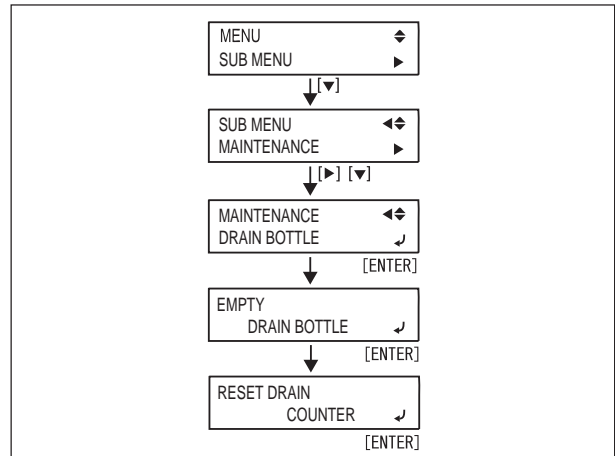 MENU
SUB MENU
[▼]
SUB MENU
MAINTENANCE
[▶] [▼]
MAINTENANCE
DRAIN BOTTLE
[ENTER]
EMPTY
DRAIN BOTTLE
[ENTER]
RESET DRAIN
COUNTER
[ENTER]